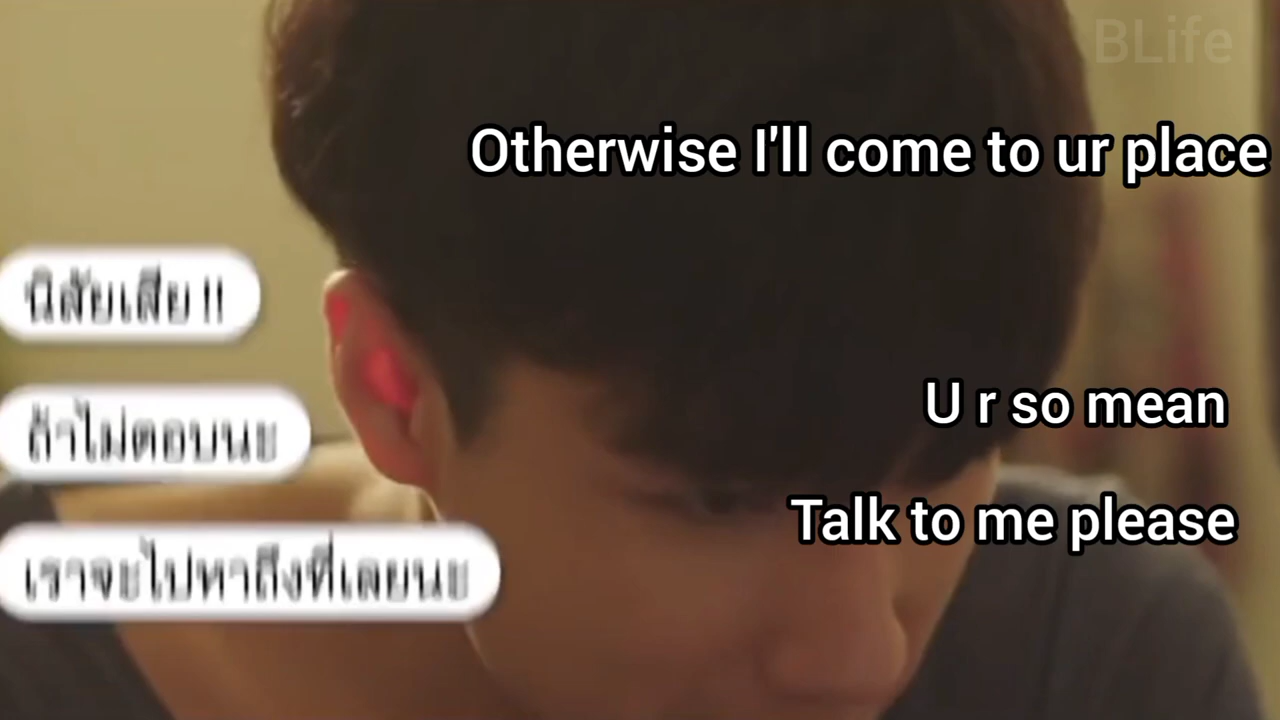 BLife
Otherwise I'll come to ur place
นิสัยเสีย !!
U r so mean
ถ้าไม่ตอบนะ
Talk to me please
เราจะไปหาถึงที่เลยนะ